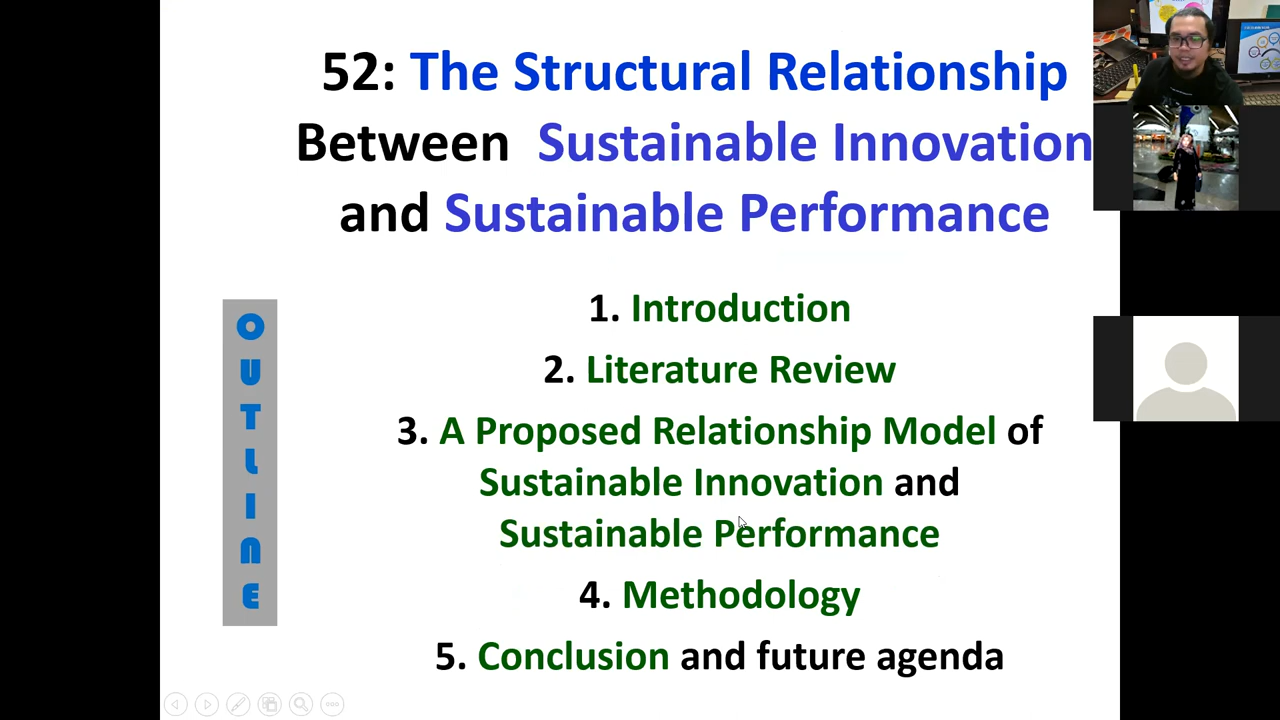 52: The Structural Relationship
Between Sustainable Innovation
and Sustainable Performance
OUTLINE
1. Introduction
2. Literature Review
3. A Proposed Relationship Model of
Sustainable Innovation and
Sustainable Performance
4. Methodology
5. Conclusion and future agenda